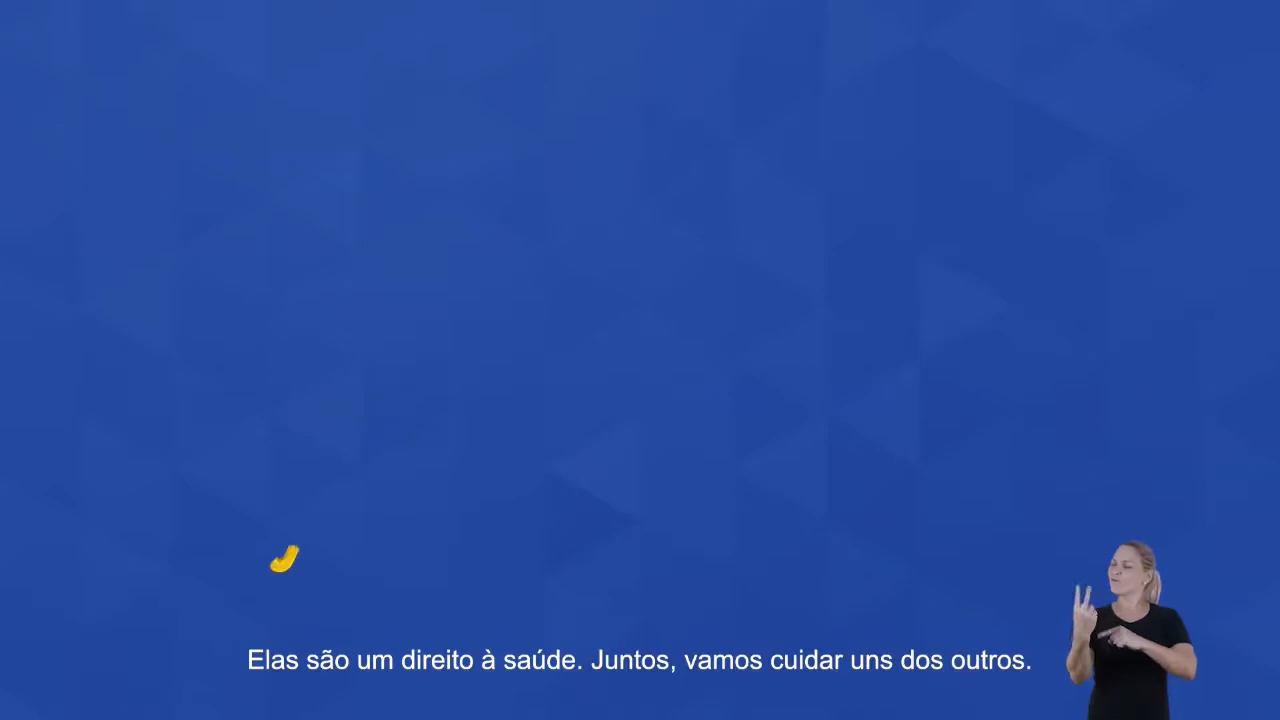 Elas são um direito à saúde. Juntos, vamos cuidar uns dos outros.